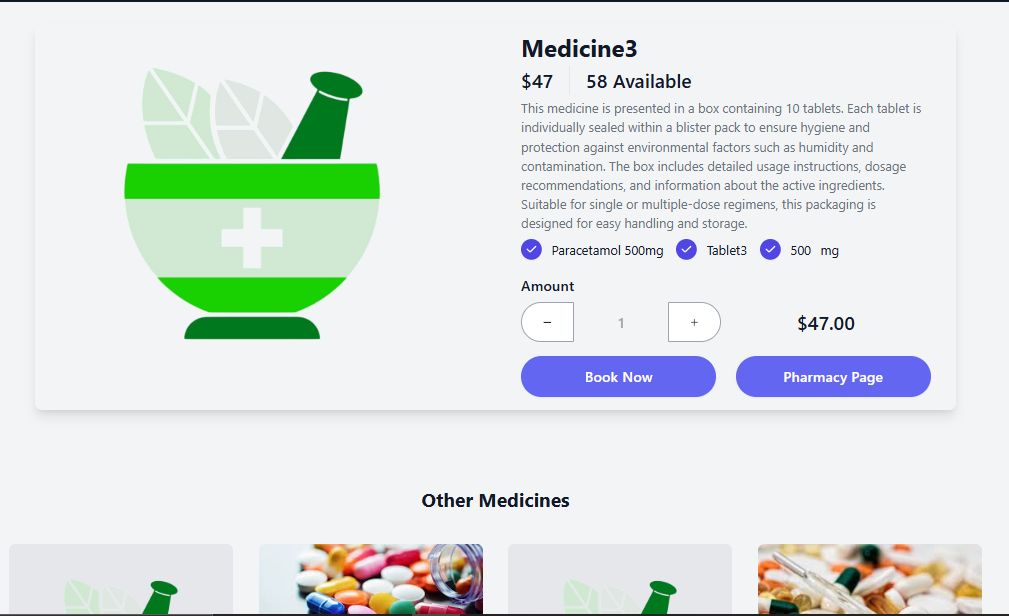 Medicine3
$47 58 Available
This medicine is presented in a box containing 10 tablets. Each tablet is
individually sealed within a blister pack to ensure hygiene and
protection against environmental factors such as humidity and
contamination. The box includes detailed usage instructions, dosage
recommendations, and information about the active ingredients.
Suitable for single or multiple-dose regimens, this packaging is
designed for easy handling and storage.
Paracetamol 500mg Tablet3 500 mg
Amount
− 1 + $47.00
Book Now Pharmacy Page
Other Medicines